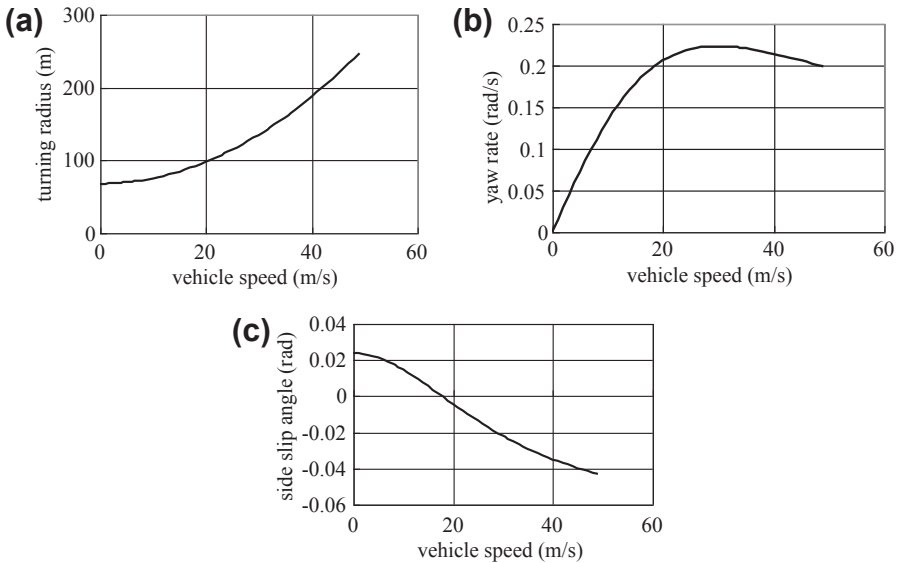 (a)
300
200
100
0
turning radius (m)
0 20 40 60
vehicle speed (m/s)
(b)
0.25
0.2
0.15
0.1
0.05
0
yaw rate (rad/s)
0 20 40 60
vehicle speed (m/s)
(c)
0.04
0.02
0
-0.02
-0.04
-0.06
side slip angle (rad)
0 20 40 60
vehicle speed (m/s)